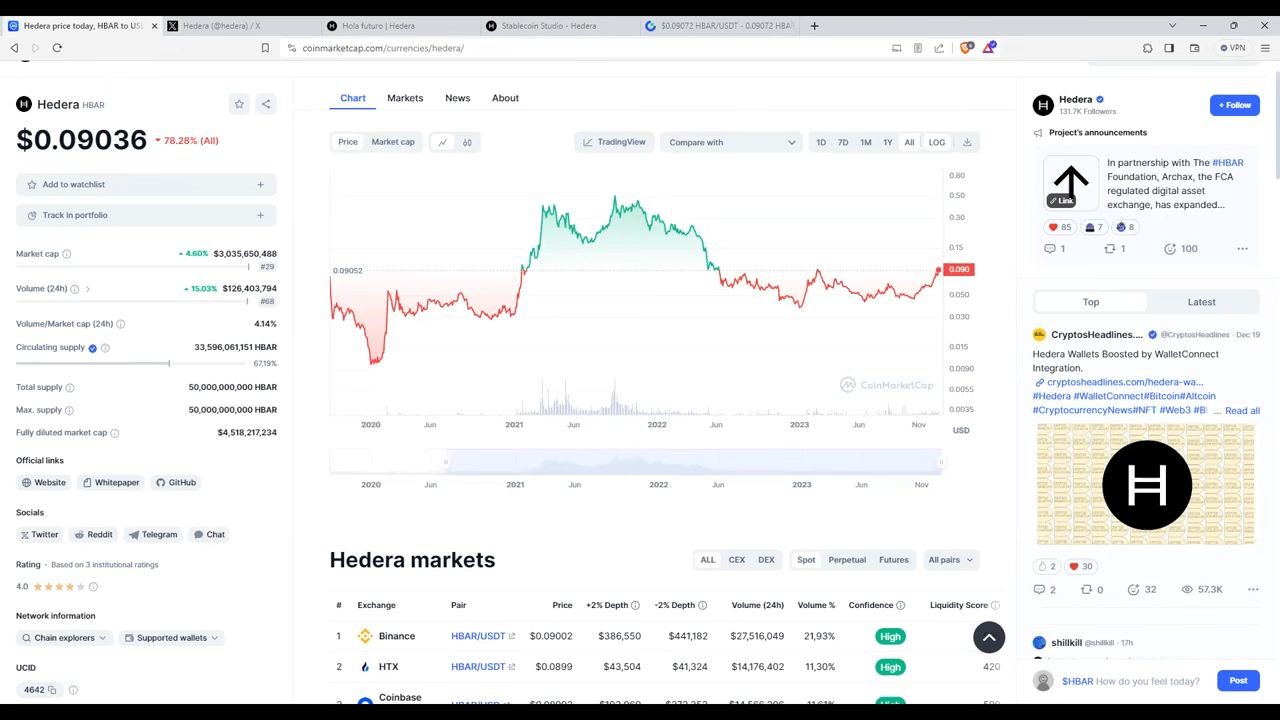 Hedera price today, HBAR to US
Hedera (@hedera) / X
Hola futuro | Hedera
Stablecoin Studio - Hedera
$0.09072 HBAR/USDT - 0.09072 HBA
coinmarketcap.com/currencies/hedera/
VPN
Hedera HBAR
$0.09036 78.28% (All)
Add to watchlist
Track in portfolio
Market cap 4.60% $3,035,650,488
#29
Volume (24h) 15.03% $126,403,794
#68
Volume/Market cap (24h) 4.14%
Circulating supply 33,596,061,151 HBAR
67.19%
Total supply 50,000,000,000 HBAR
Max. supply 50,000,000,000 HBAR
Fully diluted market cap $4,518,217,234
Official links
Website Whitepaper GitHub
Socials
Twitter Reddit Telegram Chat
Rating · Based on 3 institutional ratings
4.0
Network information
Chain explorers Supported wallets
UCID
4642
Chart Markets News About
Price Market cap TradingView Compare with 1D 7D 1M 1Y All LOG
0.80
0.50
0.30
0.15
0.09052 0.090
0.050
0.030
0.015
0.0090
0.0055
0.0035
CoinMarketCap
2020 Jun 2021 Jun 2022 Jun 2023 Jun Nov USD
2020 Jun 2021 Jun 2022 Jun 2023 Jun Nov
Hedera markets ALL CEX DEX Spot Perpetual Futures All pairs
# Exchange Pair Price +2% Depth -2% Depth Volume (24h) Volume % Confidence Liquidity Score
1 Binance HBAR/USDT $0.09002 $386,550 $441,182 $27,516,049 21,93% High
2 HTX HBAR/USDT $0.0899 $43,504 $41,324 $14,176,402 11,30% High 420
Coinbase
Hedera
131.7K Followers
+ Follow
Project's announcements
In partnership with The #HBAR
Foundation, Archax, the FCA
regulated digital asset
exchange, has expanded...
Link
85 7 8
1 1 100
Top Latest
CryptosHeadlines.... @CryptosHeadlines · Dec 19
Hedera Wallets Boosted by WalletConnect
Integration.
cryptosheadlines.com/hedera-wa...
#Hedera #WalletConnect#Bitcoin#Altcoin
#CryptocurrencyNews#NFT #Web3 #B ... Read all
2 30
2 0 32 57.3K
shillkill @shillkill · 17h
$HBAR How do you feel today? Post